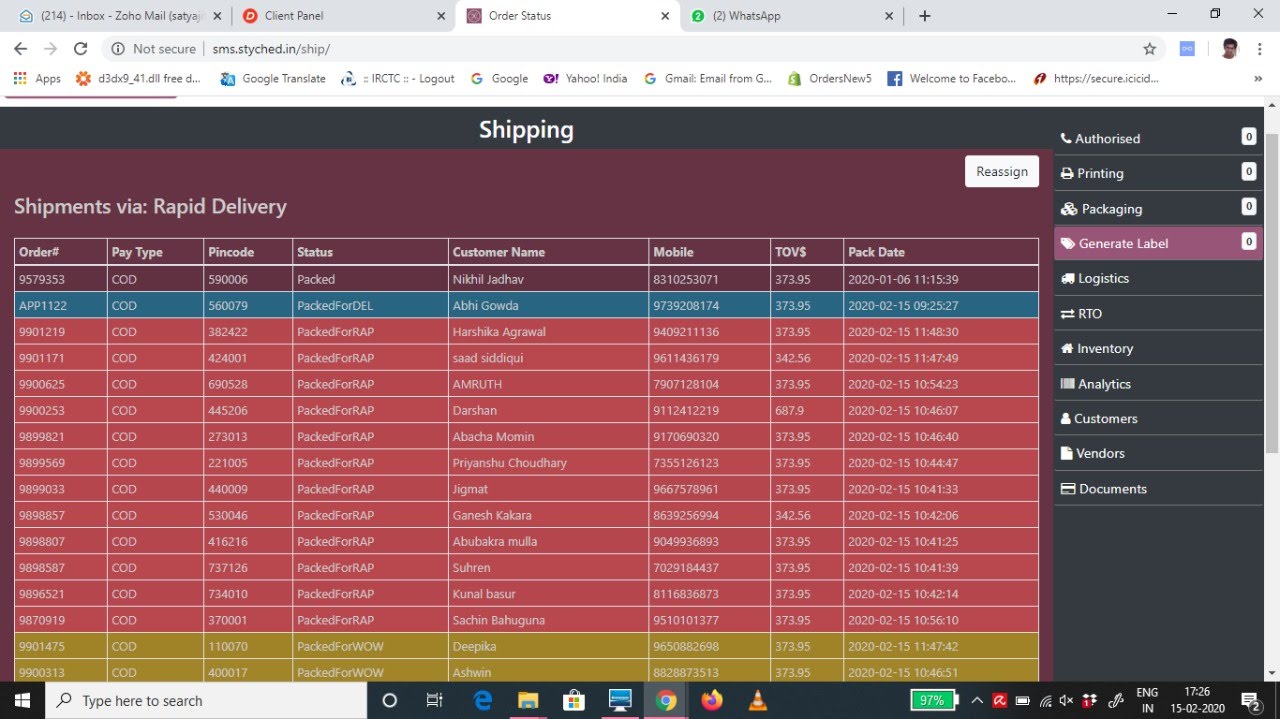 (214) - Inbox - Zoho Mail (satyaji
Client Panel
Order Status
(2) WhatsApp
Not secure | sms.styched.in/ship/
Apps
d3dx9_41.dll free d...
Google Translate
:: IRCTC :: - Logout
Google
Yahoo! India
Gmail: Email from G...
OrdersNew5
Welcome to Facebo...
https://secure.icicid...
Shipping
Reassign
Shipments via: Rapid Delivery
Order# Pay Type Pincode Status Customer Name Mobile TOV$ Pack Date
9579353 COD 590006 Packed Nikhil Jadhav 8310253071 373.95 2020-01-06 11:15:39
APP1122 COD 560079 PackedForDEL Abhi Gowda 9739208174 373.95 2020-02-15 09:25:27
9901219 COD 382422 PackedForRAP Harshika Agrawal 9409211136 373.95 2020-02-15 11:48:30
9901171 COD 424001 PackedForRAP saad siddiqui 9611436179 342.56 2020-02-15 11:47:49
9900625 COD 690528 PackedForRAP AMRUTH 7907128104 373.95 2020-02-15 10:54:23
9900253 COD 445206 PackedForRAP Darshan 9112412219 687.9 2020-02-15 10:46:07
9899821 COD 273013 PackedForRAP Abacha Momin 9170690320 373.95 2020-02-15 10:46:40
9899569 COD 221005 PackedForRAP Priyanshu Choudhary 7355126123 373.95 2020-02-15 10:44:47
9899033 COD 440009 PackedForRAP Jigmat 9667578961 373.95 2020-02-15 10:41:33
9898857 COD 530046 PackedForRAP Ganesh Kakara 8639256994 342.56 2020-02-15 10:42:06
9898807 COD 416216 PackedForRAP Abubakra mulla 9049936893 373.95 2020-02-15 10:41:25
9898587 COD 737126 PackedForRAP Suhren 7029184437 373.95 2020-02-15 10:41:39
9896521 COD 734010 PackedForRAP Kunal basur 8116836873 373.95 2020-02-15 10:42:14
9870919 COD 370001 PackedForRAP Sachin Bahuguna 9510101377 373.95 2020-02-15 10:56:10
9901475 COD 110070 PackedForWOW Deepika 9650882698 373.95 2020-02-15 11:47:42
9900313 COD 400017 PackedForWOW Ashwin 8828873513 373.95 2020-02-15 10:46:51
Authorised 0
Printing 0
Packaging 0
Generate Label 0
Logistics
RTO
Inventory
Analytics
Customers
Vendors
Documents
Type here to search
97%
ENG
IN
17:26
15-02-2020
2